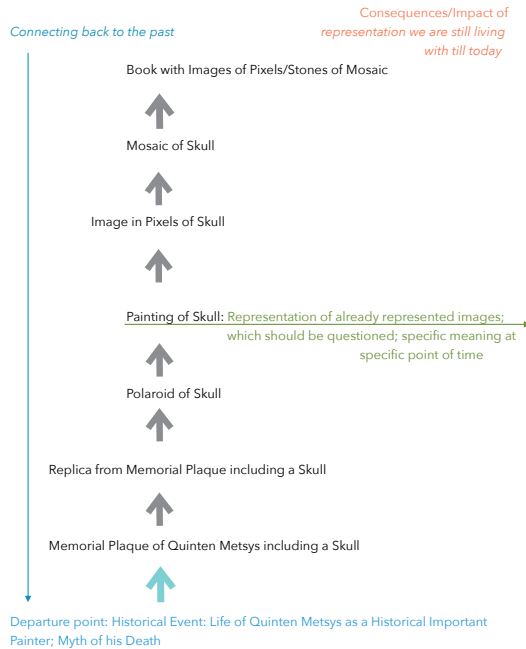 Consequences/Impact of
representation we are still living
with till today
Connecting back to the past
Book with Images of Pixels/Stones of Mosaic
Mosaic of Skull
Image in Pixels of Skull
Painting of Skull: Representation of already represented images;
which should be questioned; specific meaning at
specific point of time
Polaroid of Skull
Replica from Memorial Plaque including a Skull
Memorial Plaque of Quinten Metsys including a Skull
Departure point: Historical Event: Life of Quinten Metsys as a Historical Important
Painter; Myth of his Death